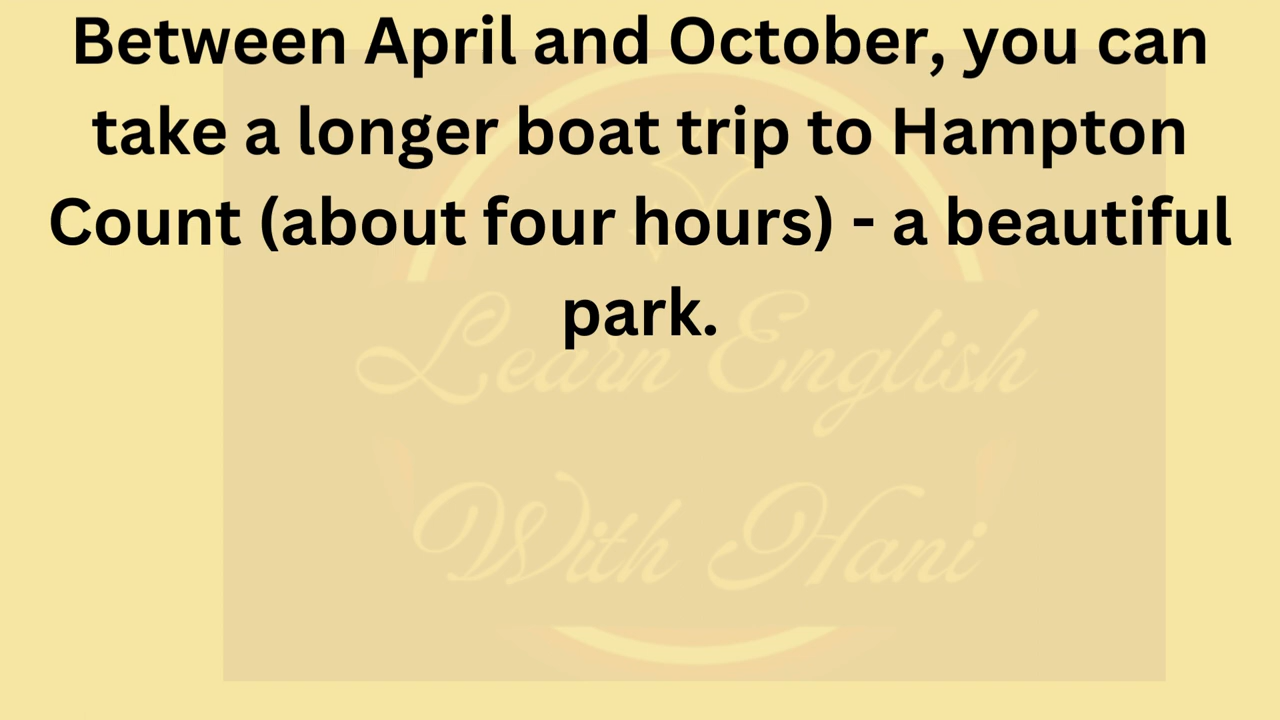 Between April and October, you can
take a longer boat trip to Hampton
Count (about four hours) - a beautiful
park.
Learn English
With Hani